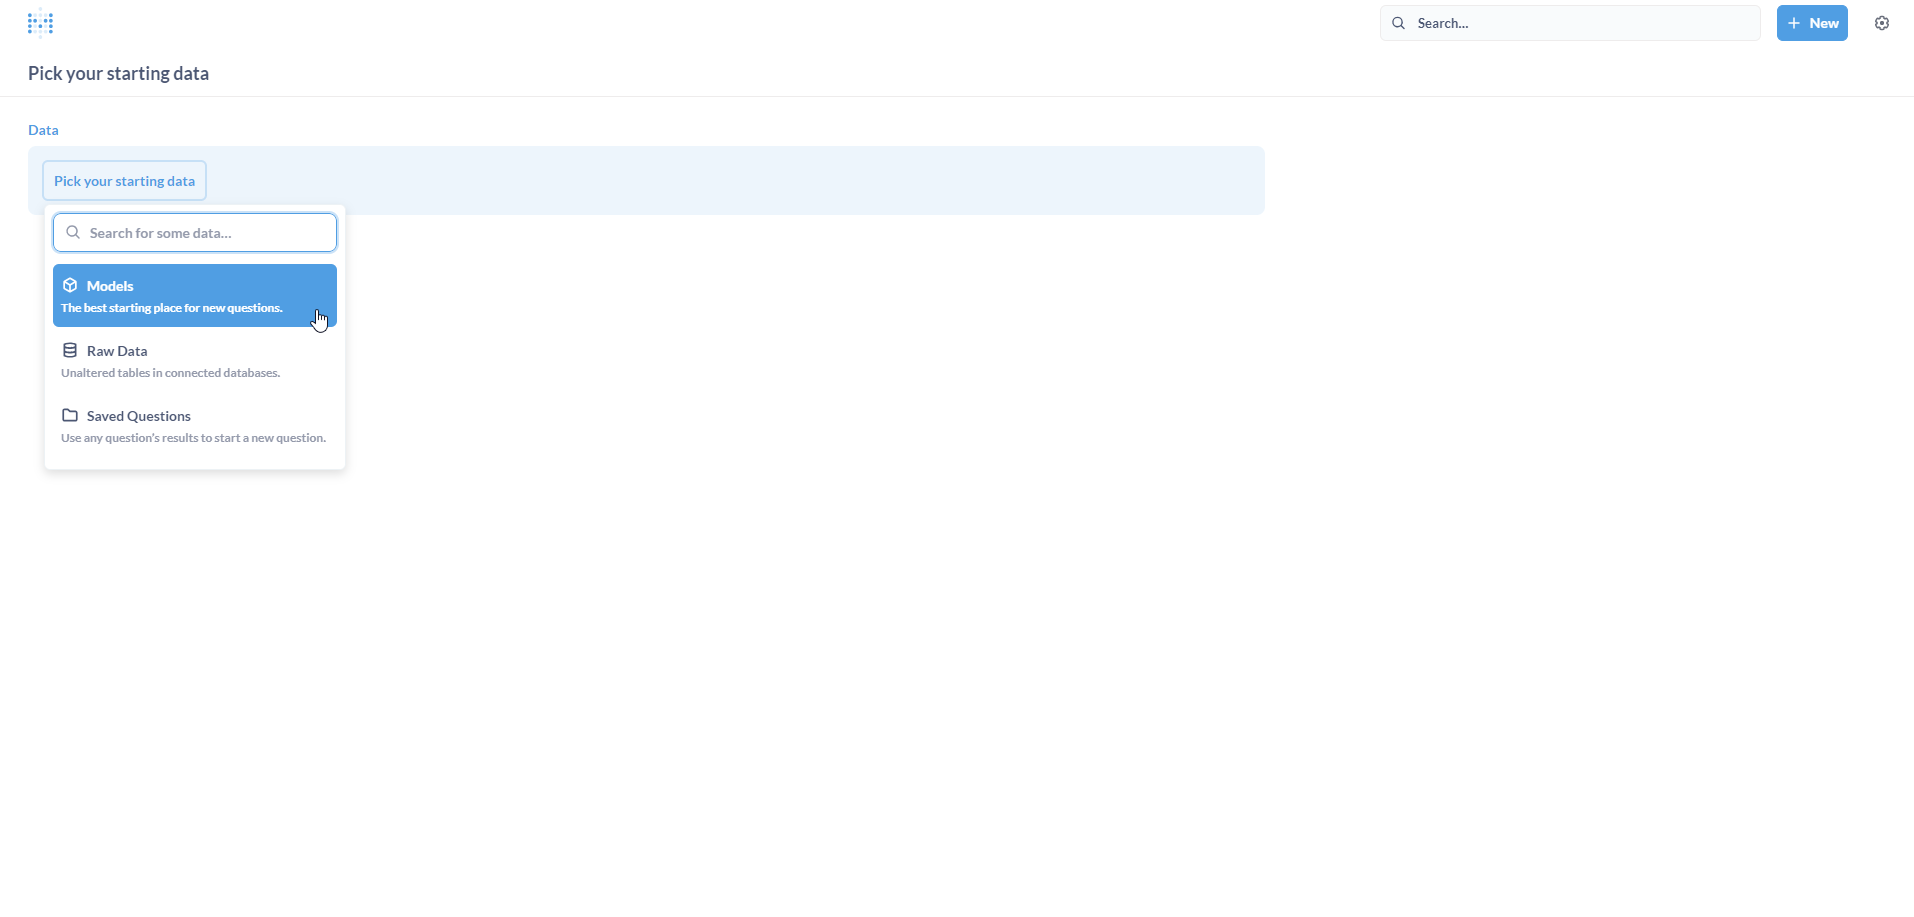 Search...
New
Pick your starting data
Data
Pick your starting data
Search for some data...
Models
The best starting place for new questions.
Raw Data
Unaltered tables in connected databases.
Saved Questions
Use any question's results to start a new question.